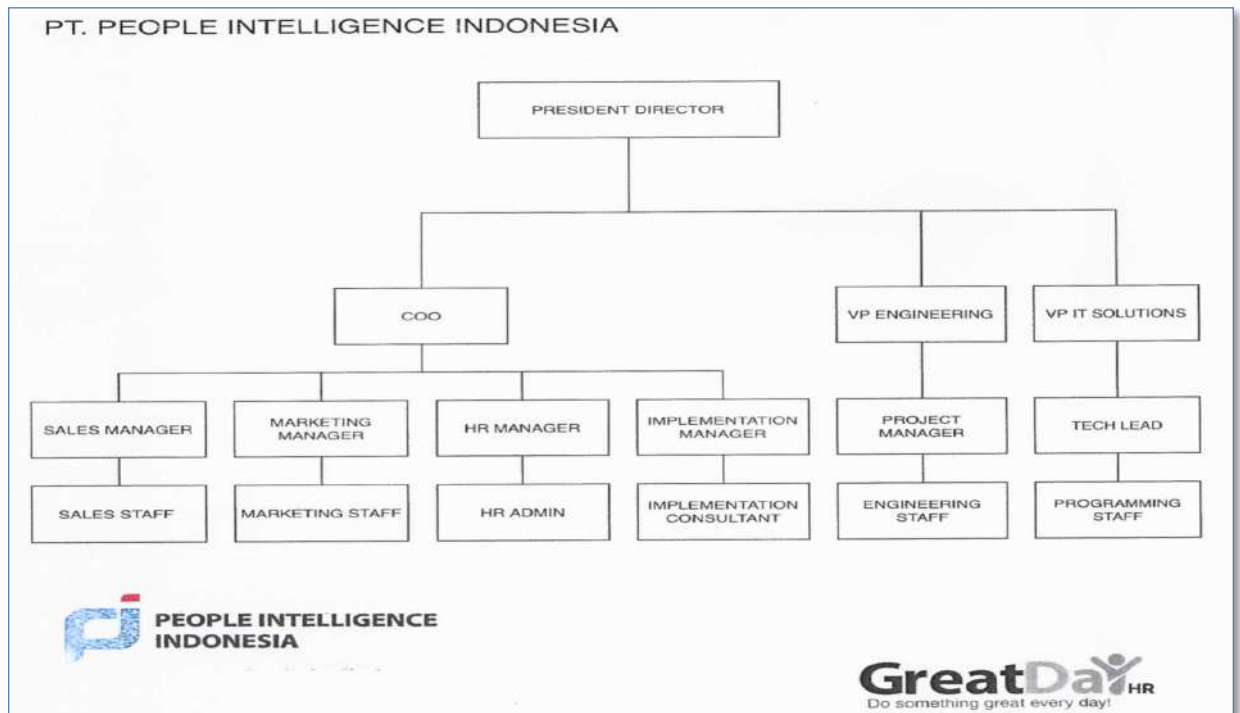 PT. PEOPLE INTELLIGENCE INDONESIA
PRESIDENT DIRECTOR
COO
VP ENGINEERING
VP IT SOLUTIONS
SALES MANAGER
MARKETING
MANAGER
HR MANAGER
IMPLEMENTATION
MANAGER
PROJECT
MANAGER
TECH LEAD
SALES STAFF
MARKETING STAFF
HR ADMIN
IMPLEMENTATION
CONSULTANT
ENGINEERING
STAFF
PROGRAMMING
STAFF
PEOPLE INTELLIGENCE
INDONESIA
GreatDay HR
Do something great every day!